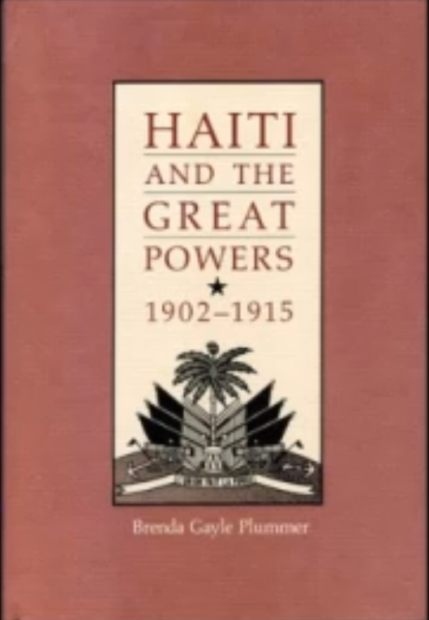 HAITI
AND THE
GREAT
POWERS
1902–1915
Brenda Gayle Plummer